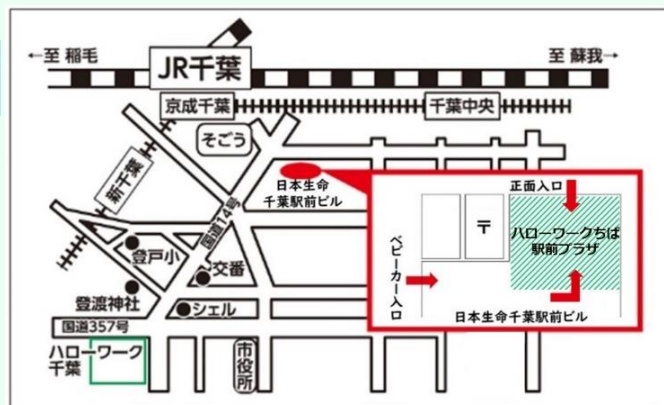 ←至 稲毛
JR千葉
至 蘇我→
京成千葉
千葉中央
そごう
新千葉
日本生命
千葉駅前ビル
国道14号
正面入口
〒
ハローワークちば
駅前プラザ
ベビーカー入口
日本生命千葉駅前ビル
登戸小
交番
登渡神社
シェル
国道357号
ハローワーク
千葉
市役所